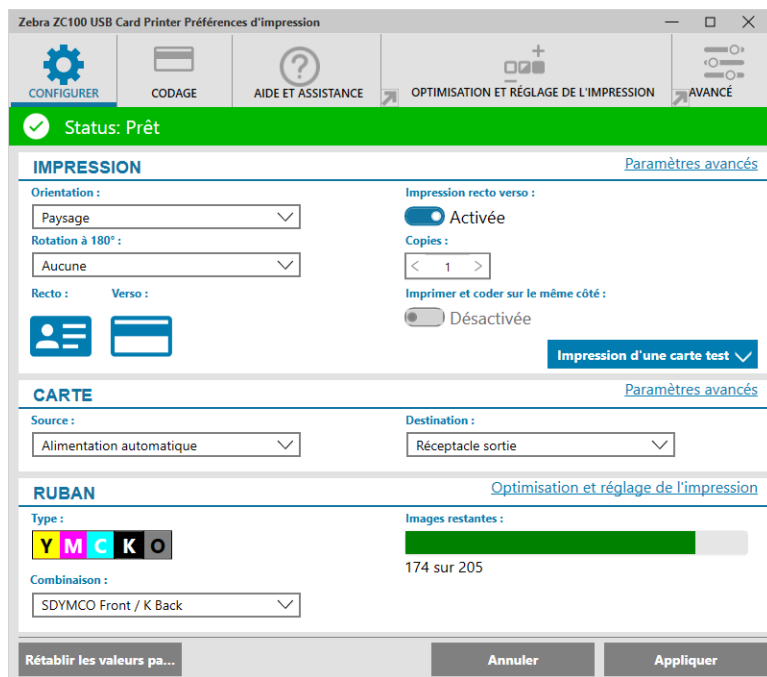 Zebra ZC100 USB Card Printer Préférences d'impression
CONFIGURER
CODAGE
AIDE ET ASSISTANCE
OPTIMISATION ET RÉGLAGE DE L'IMPRESSION
AVANCÉ
Status: Prêt
IMPRESSION
Paramètres avancés
Orientation :
Paysage
Rotation à 180° :
Aucune
Recto :
Verso :
Impression recto verso :
Activée
Copies :
< 1 >
Imprimer et coder sur le même côté :
Désactivée
Impression d'une carte test
CARTE
Paramètres avancés
Source :
Alimentation automatique
Destination :
Réceptacle sortie
RUBAN
Optimisation et réglage de l'impression
Type :
Y M C K O
Combinaison :
SDYMCO Front / K Back
Images restantes :
174 sur 205
Rétablir les valeurs pa...
Annuler
Appliquer